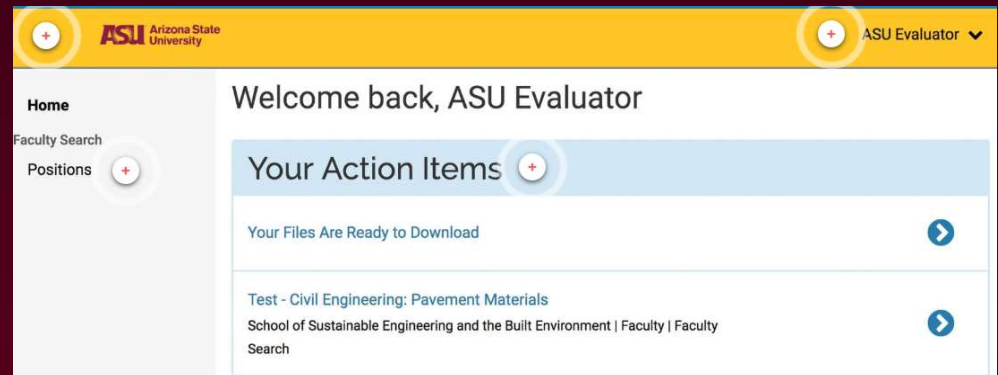 ASU Arizona State
University
ASU Evaluator
Home
Faculty Search
Positions
Welcome back, ASU Evaluator
Your Action Items
Your Files Are Ready to Download
Test - Civil Engineering: Pavement Materials
School of Sustainable Engineering and the Built Environment | Faculty | Faculty
Search